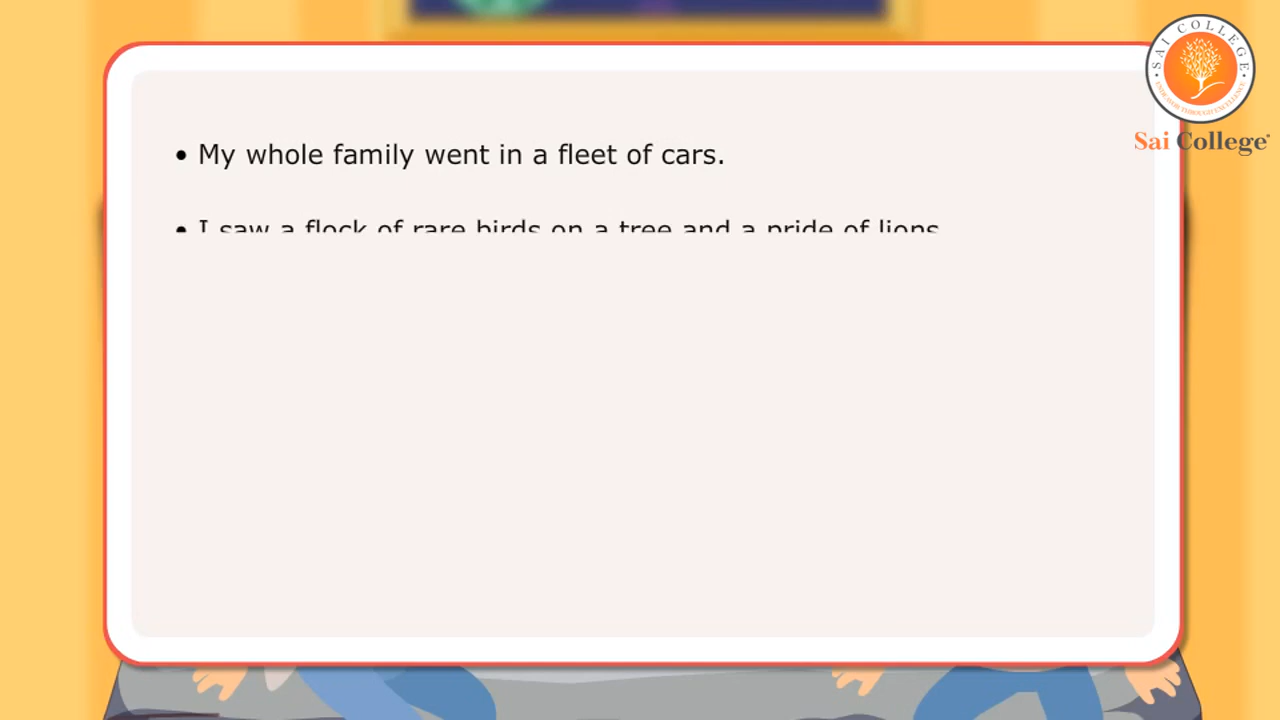 • My whole family went in a fleet of cars.
• I saw a flock of rare birds on a tree and a pride of lions
SAI COLLEGE
Sai College